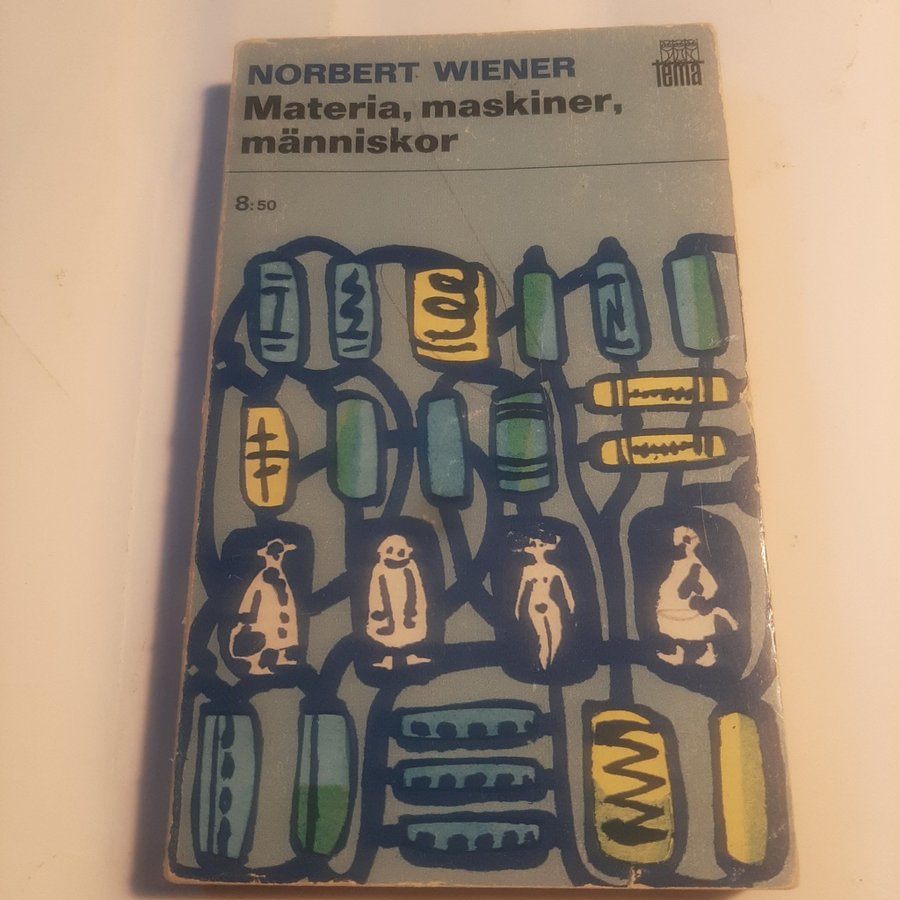 NORBERT WIENER
tema
Materia, maskiner,
människor
8:50